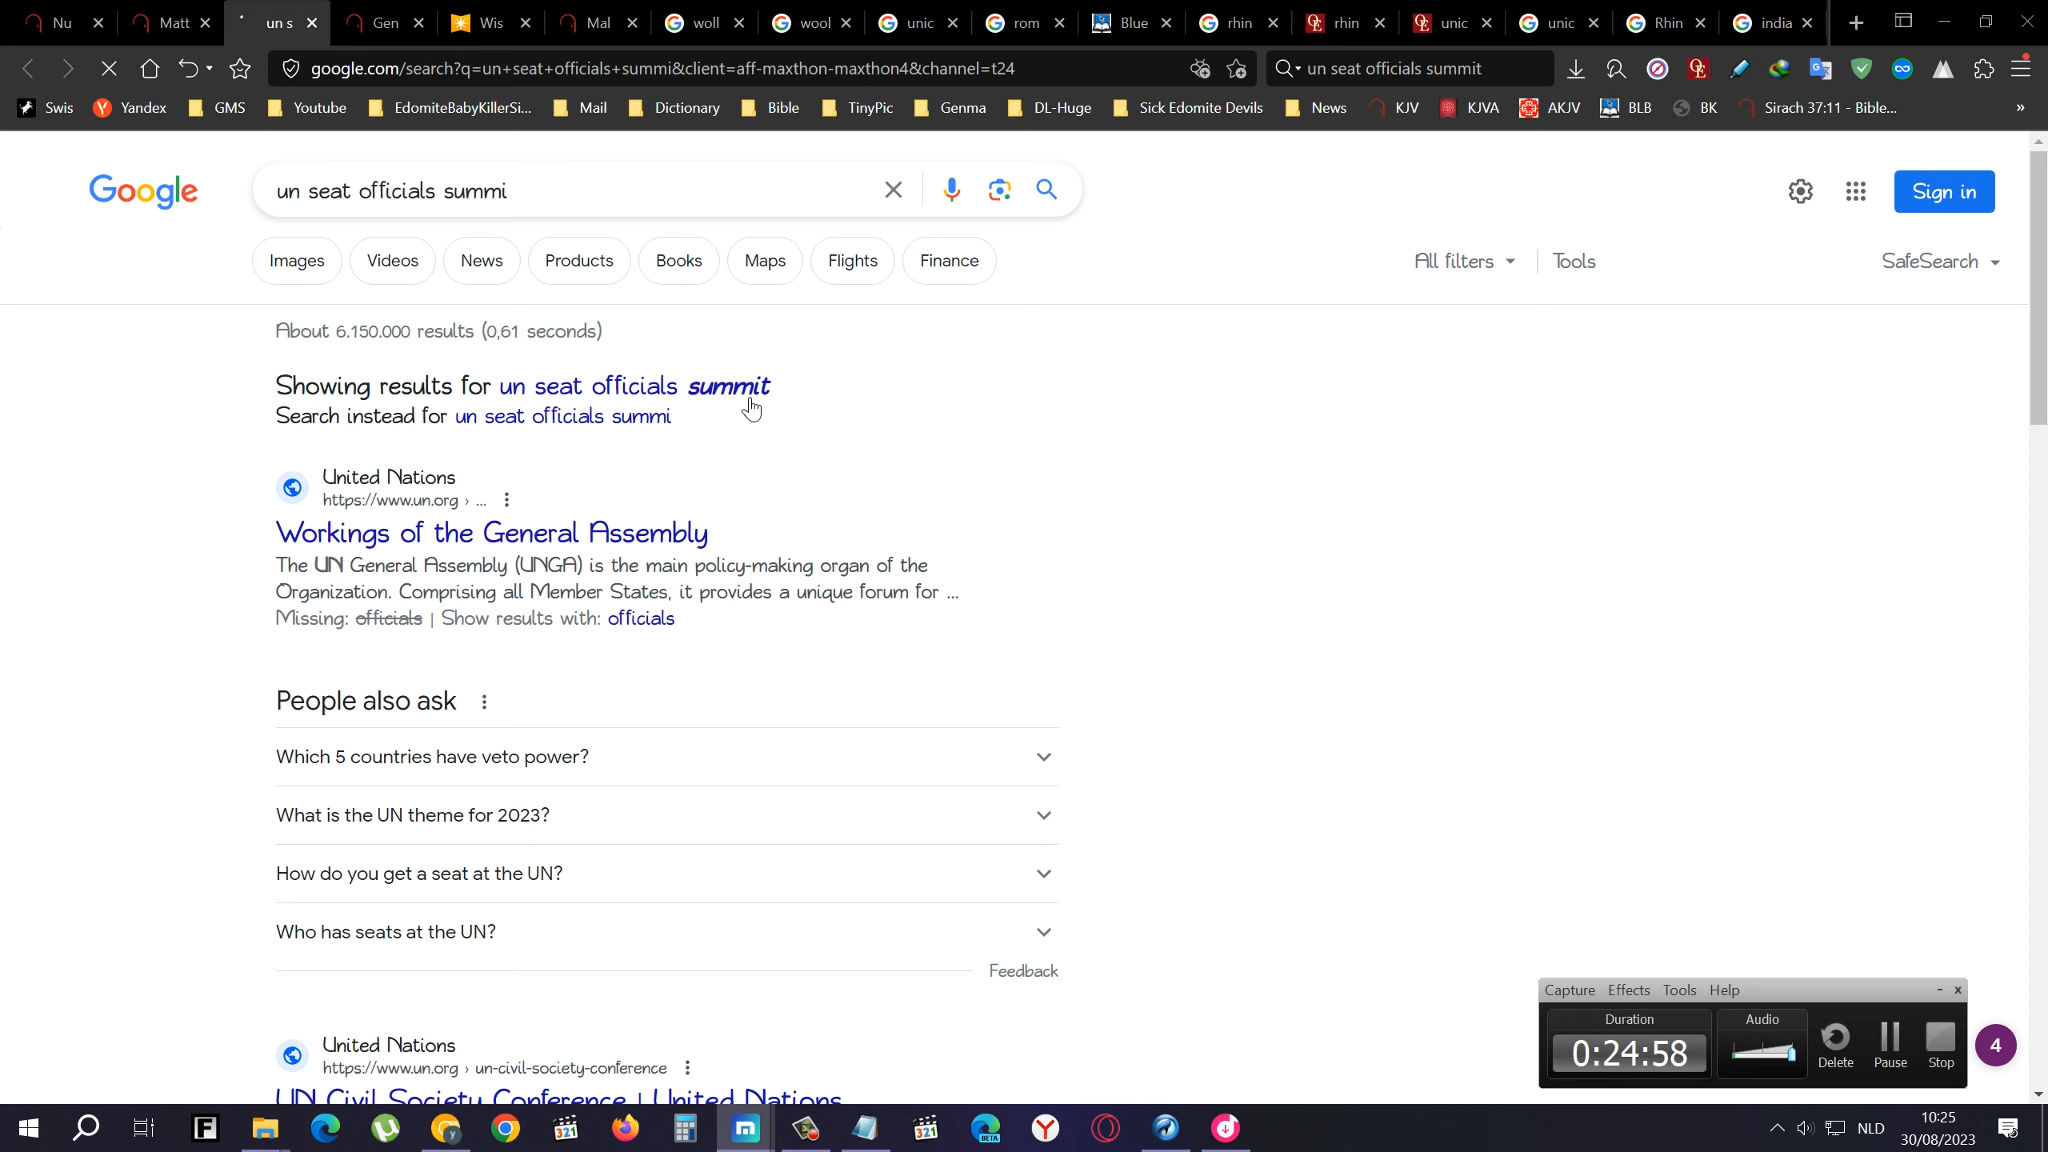 Nu Matt un s Gen Wis Mal woll wool unic rom Blue rhin rhin unic unic Rhin india
google.com/search?q=un+seat+officials+summi&client=aff-maxthon-maxthon4&channel=t24 un seat officials summit
Swis Yandex GMS Youtube EdomiteBabyKillerSi... Mail Dictionary Bible TinyPic Genma DL-Huge Sick Edomite Devils News KJV KJVA AKJV BLB BK Sirach 37:11 - Bible... »
Google un seat officials summi Sign in
Images Videos News Products Books Maps Flights Finance All filters Tools SafeSearch
About 6.150.000 results (0,61 seconds)
Showing results for un seat officials summit
Search instead for un seat officials summi
United Nations
https://www.un.org › ...
Workings of the General Assembly
The UN General Assembly (UNGA) is the main policy-making organ of the
Organization. Comprising all Member States, it provides a unique forum for ...
Missing: officials | Show results with: officials
People also ask
Which 5 countries have veto power?
What is the UN theme for 2023?
How do you get a seat at the UN?
Who has seats at the UN?
Feedback
United Nations
https://www.un.org › un-civil-society-conference
UN Civil Society Conference | United Nations
Capture Effects Tools Help - x
Duration Audio
0:24:58
Delete Pause Stop
4
F 321 321 BETA NLD 10:25
30/08/2023